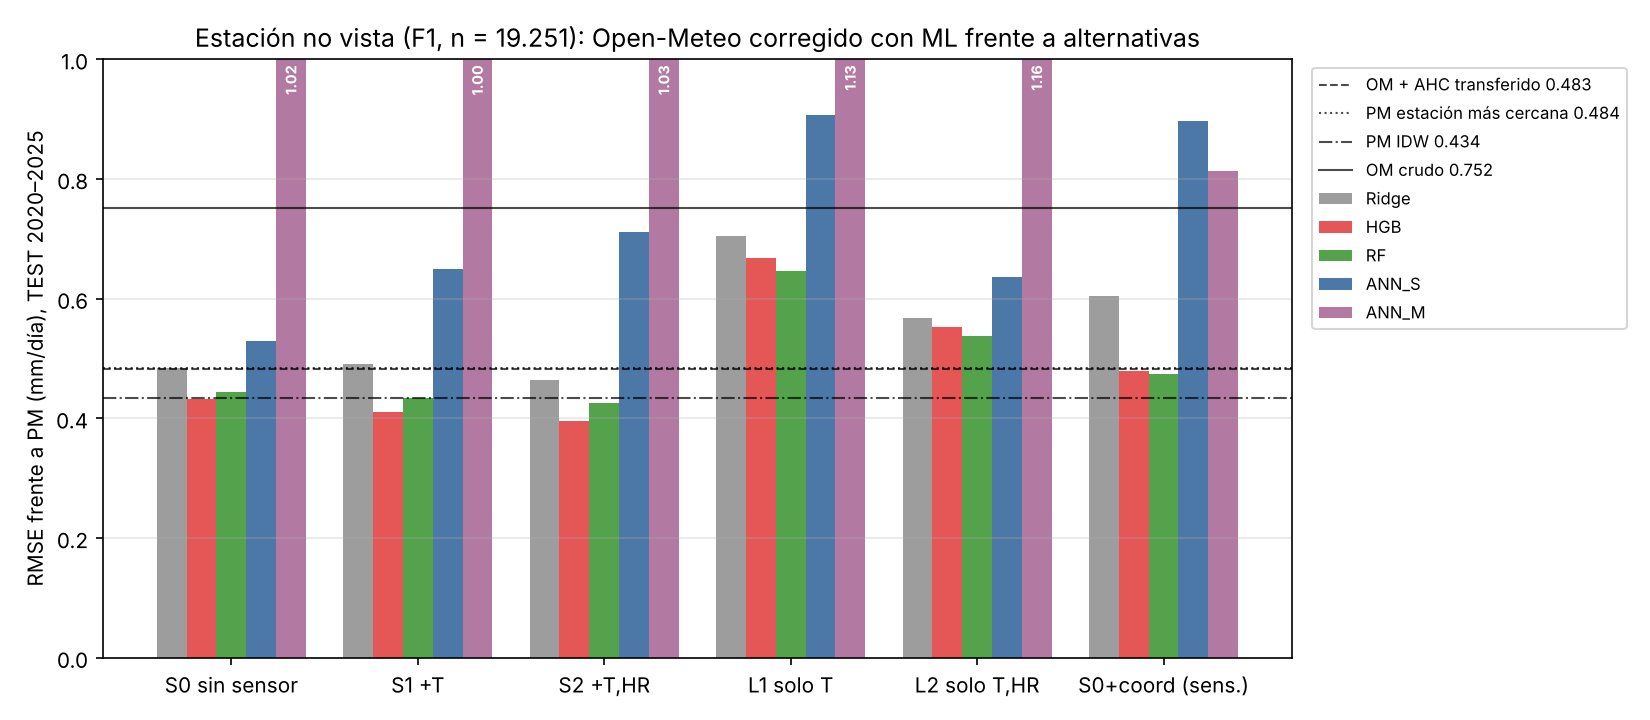 Estación no vista (F1, n = 19.251): Open-Meteo corregido con ML frente a alternativas
RMSE frente a PM (mm/día), TEST 2020–2025
1.0
0.8
0.6
0.4
0.2
0.0
1.02
1.00
1.03
1.13
1.16
S0 sin sensor
S1 +T
S2 +T,HR
L1 solo T
L2 solo T,HR
S0+coord (sens.)
OM + AHC transferido 0.483
PM estación más cercana 0.484
PM IDW 0.434
OM crudo 0.752
Ridge
HGB
RF
ANN_S
ANN_M